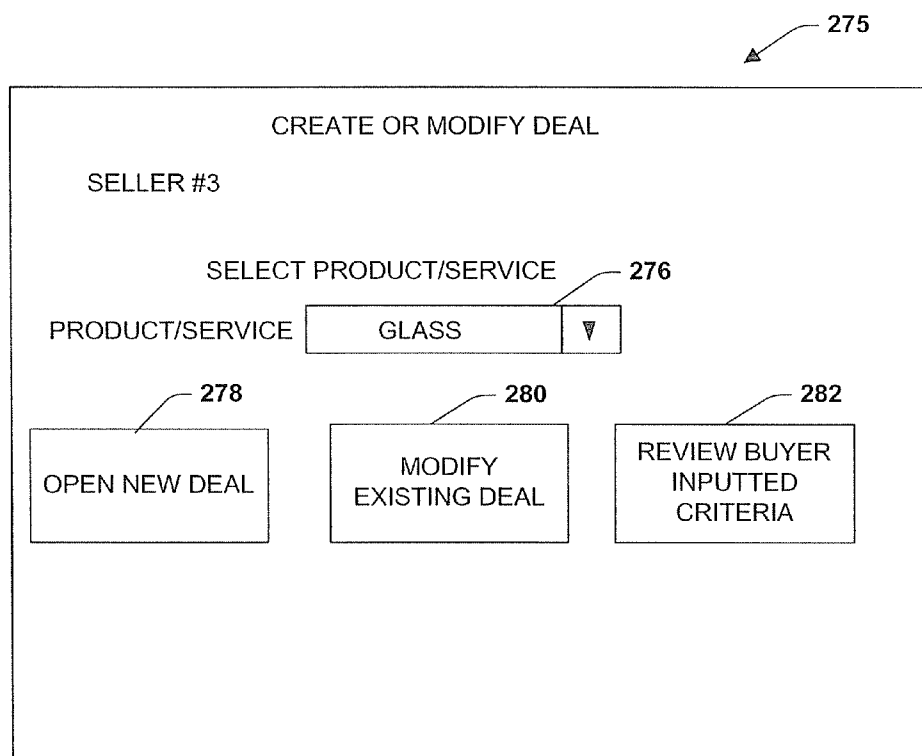 275
CREATE OR MODIFY DEAL
SELLER #3
SELECT PRODUCT/SERVICE
276
PRODUCT/SERVICE
GLASS
278
280
282
OPEN NEW DEAL
MODIFY
EXISTING DEAL
REVIEW BUYER
INPUTTED
CRITERIA